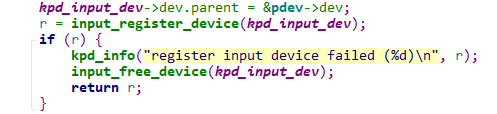 kpd_input_dev->dev.parent = &pdev->dev;
r = input_register_device(kpd_input_dev);
if (r) {
kpd_info("register input device failed (%d)\n", r);
input_free_device(kpd_input_dev);
return r;
}